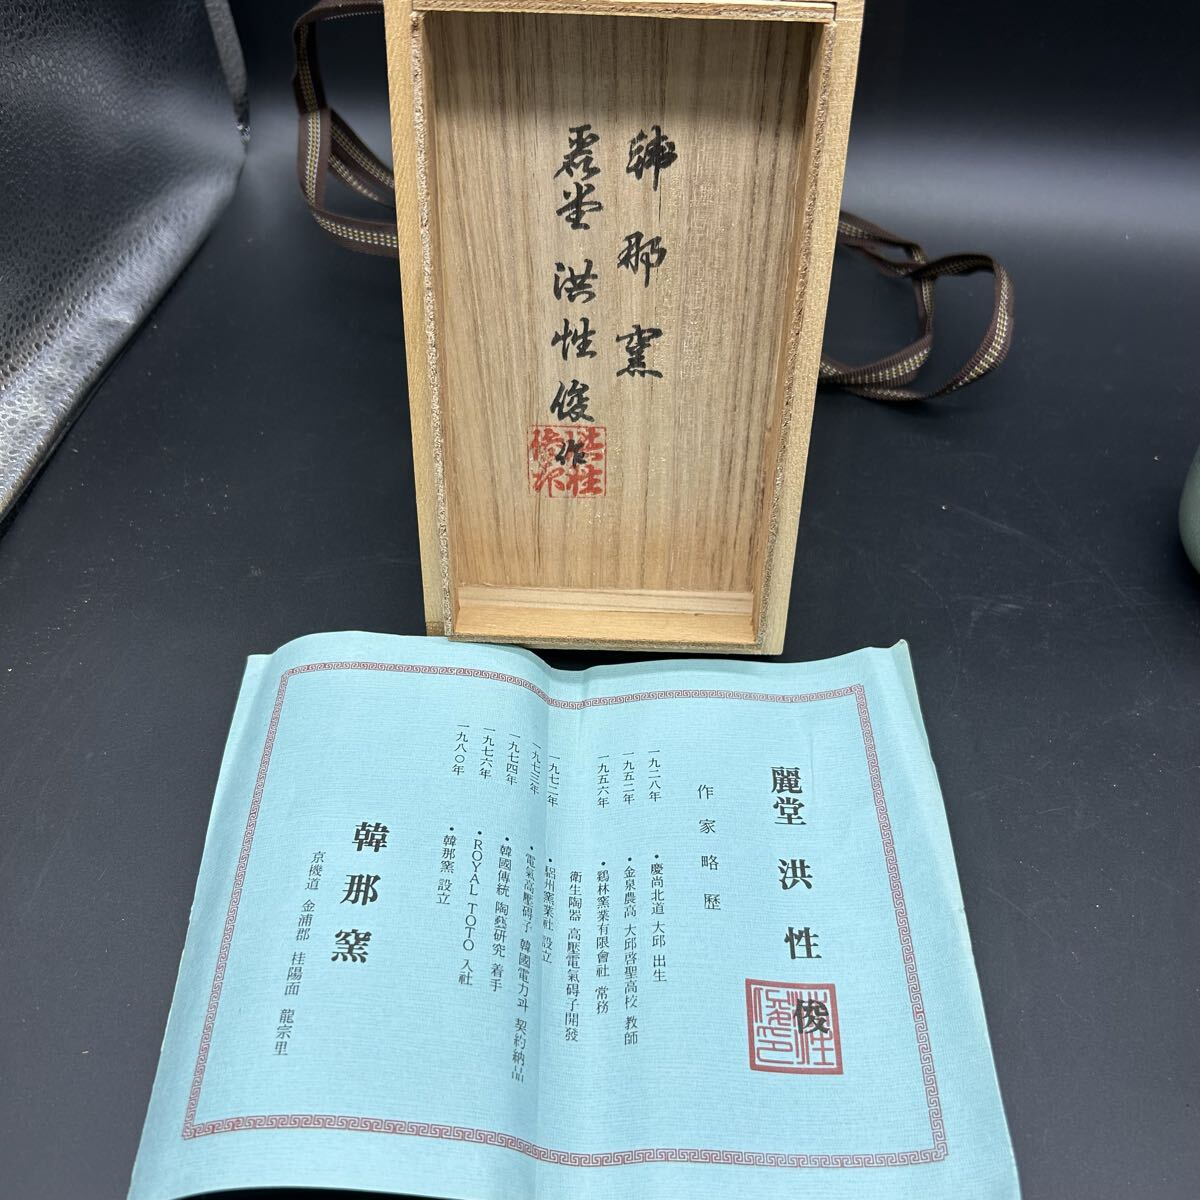 韓那窯
麗堂 洪性俊 作
洪性俊印
麗堂 洪性俊
洪性俊印
作家略歴
一九二八年 ・慶尚北道 大邱 出生
一九五二年 ・金泉農高 大邱啓聖高校 教師
一九五六年 ・鷄林窯業有限會社 常務
衛生陶器 高壓電氣碍子開發
一九七二年 ・驪州窯業社 設立
一九七三年 ・電氣高壓碍子 韓國電力과 契約納品
一九七四年 ・韓國傳統 陶藝研究 着手
一九七六年 ・ROYAL TOTO 入社
一九八〇年 ・韓那窯 設立
韓那窯
京機道 金浦郡 桂陽面 龍宗里